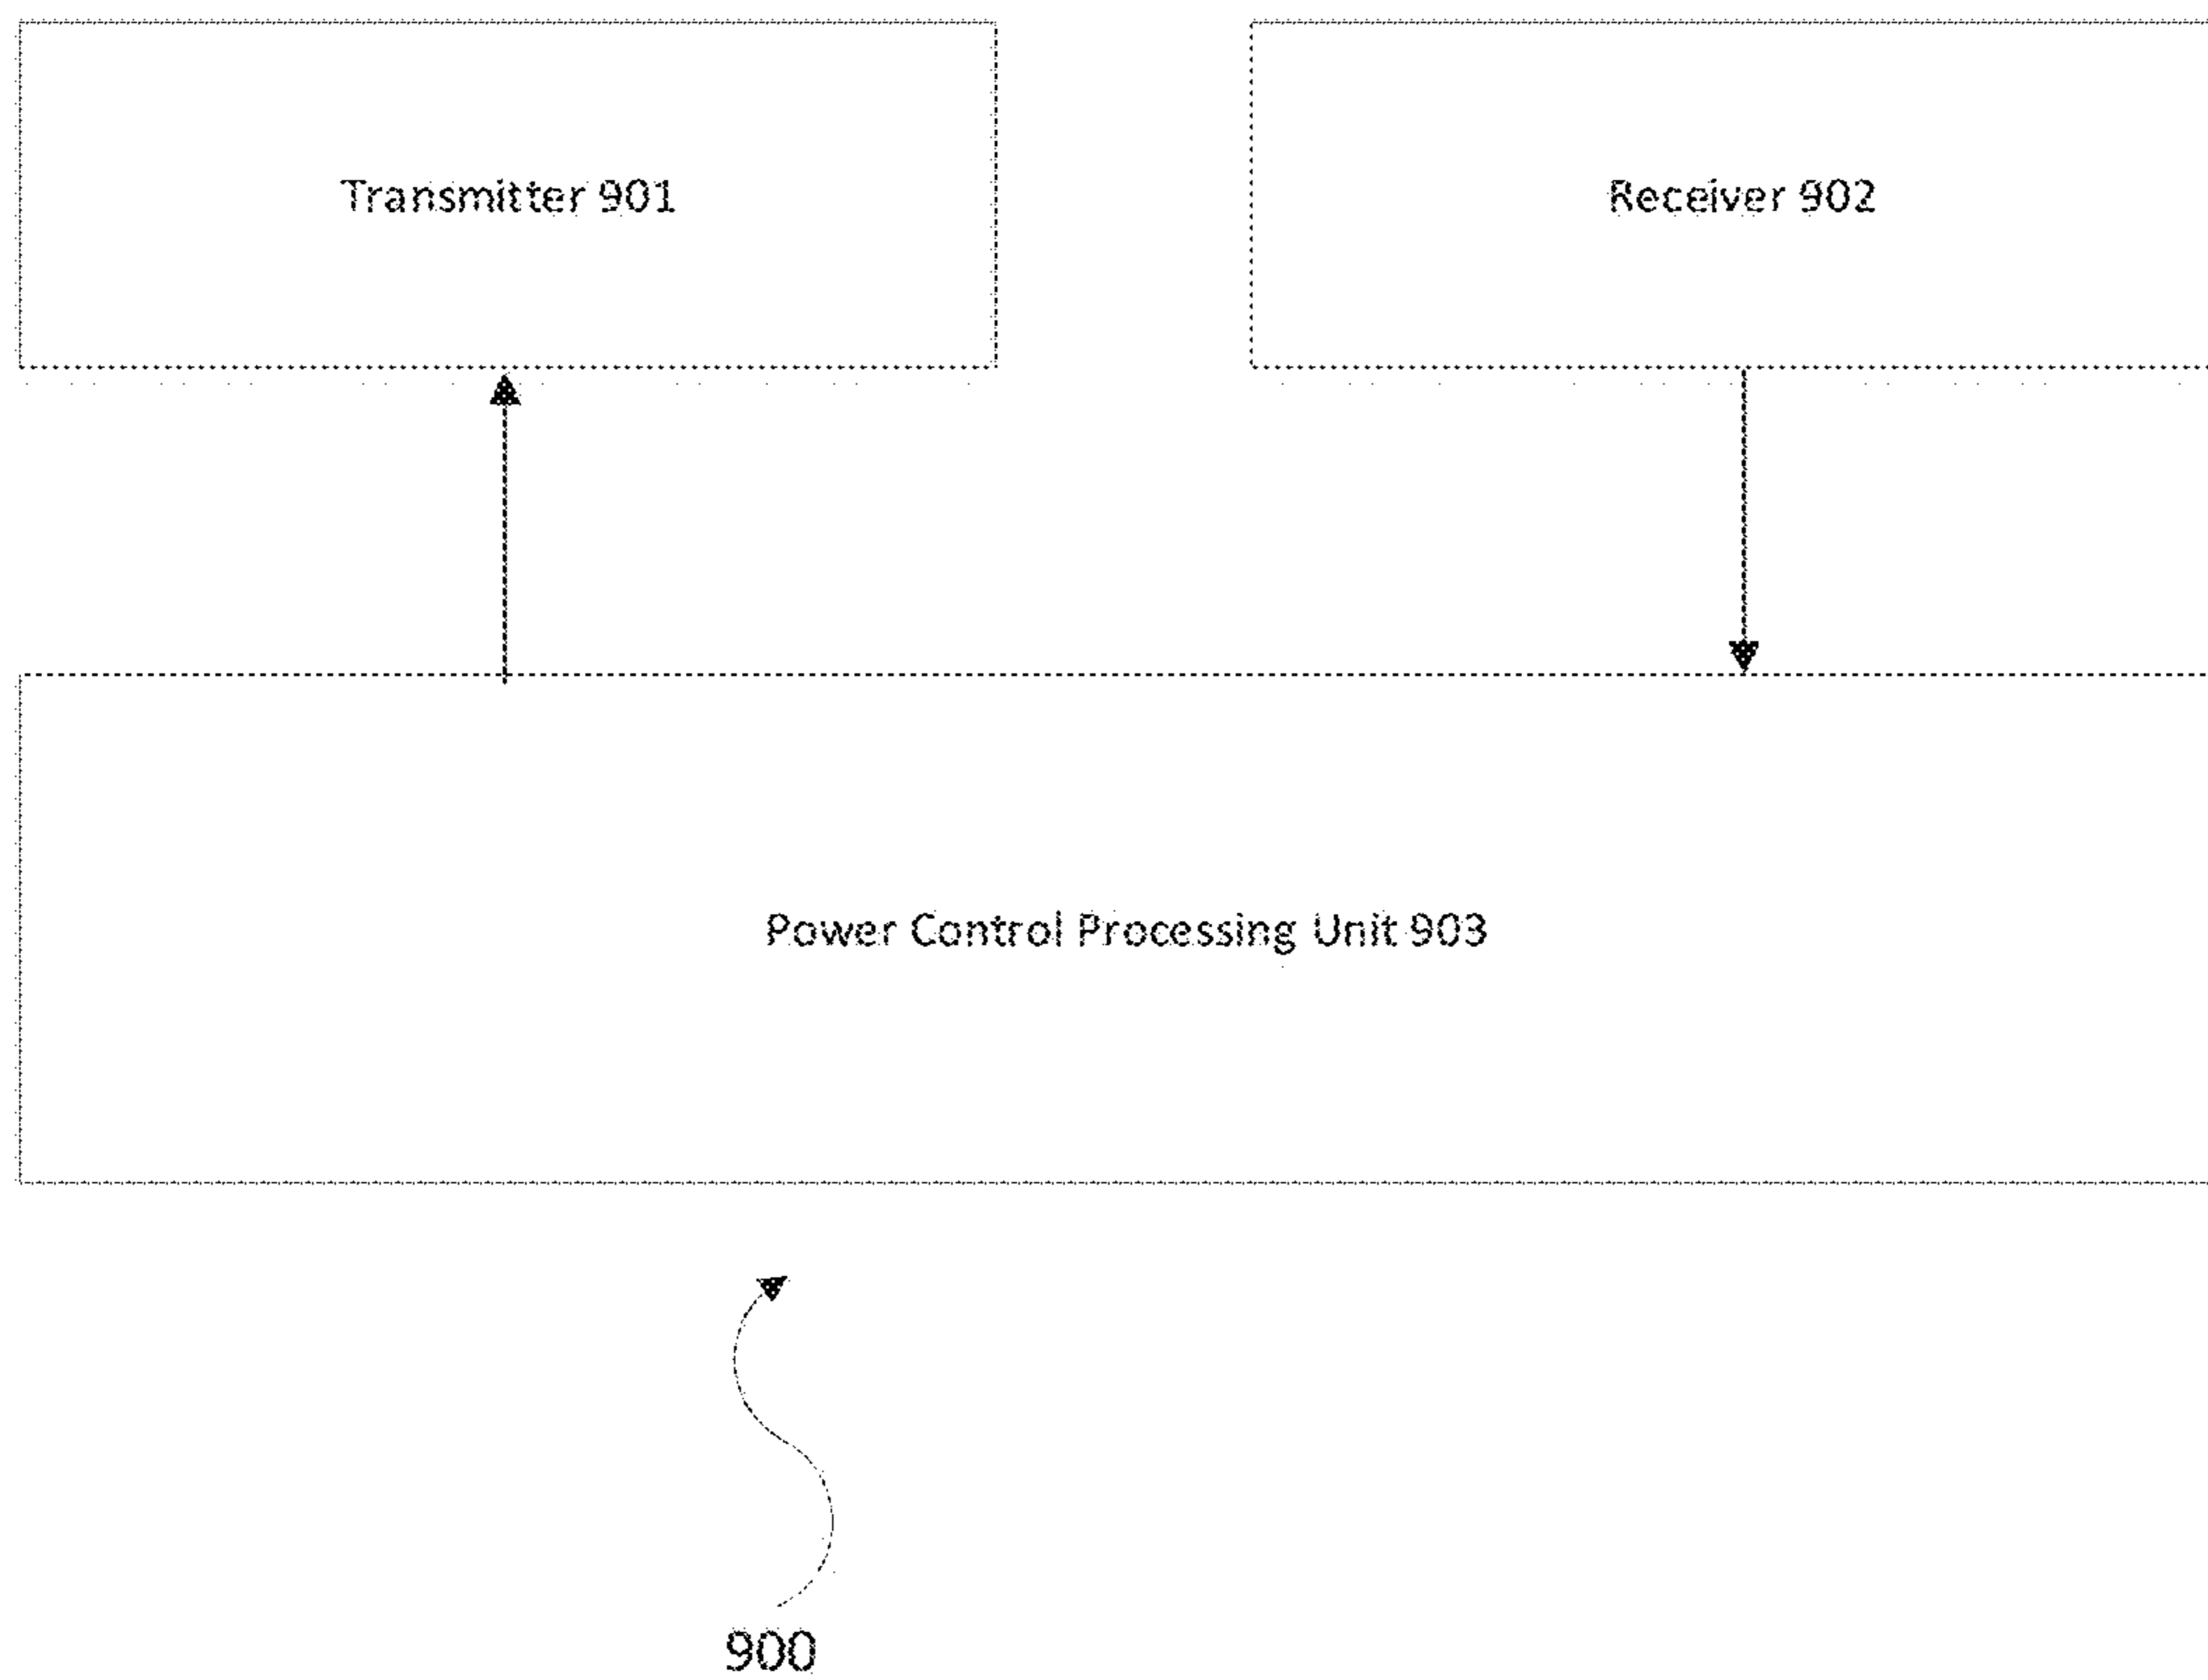 Transmitter 901
Receiver 902
Power Control Processing Unit 903
900